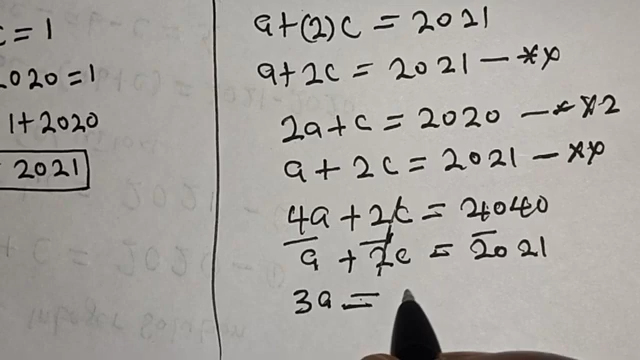 c = 1
2020 = 1
1 + 2020
2021
a + (2)c = 2021
a + 2c = 2021 — **
2a + c = 2020 — * x2
a + 2c = 2021 — **
4a + 2c = 4040
a + 2c = 2021
3a =